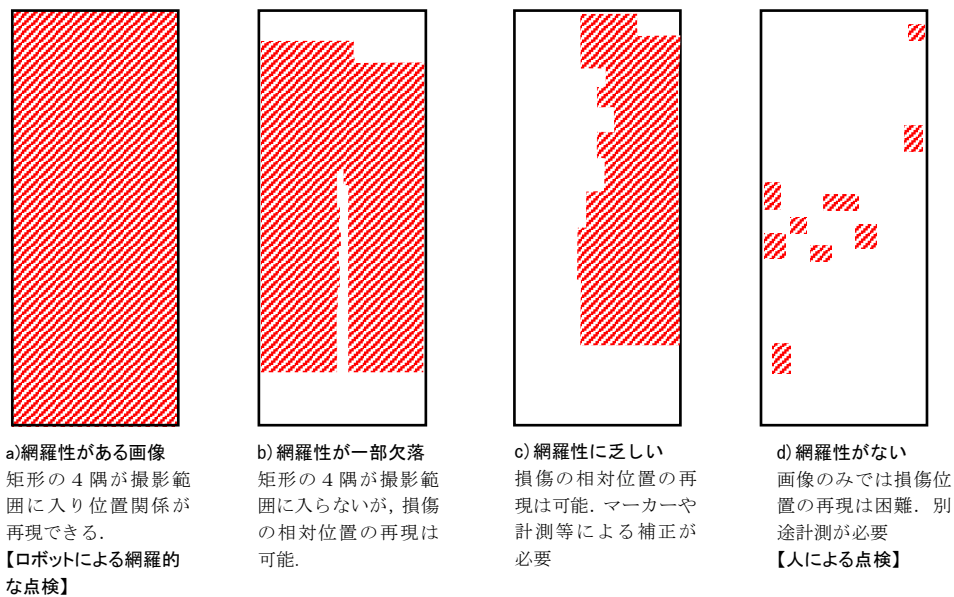 a)網羅性がある画像
矩形の4隅が撮影範
囲に入り位置関係が
再現できる.
【ロボットによる網羅的
な点検】
b)網羅性が一部欠落
矩形の4隅が撮影範
囲に入らないが,損傷
の相対位置の再現は
可能.
c)網羅性に乏しい
損傷の相対位置の再
現は可能.マーカーや
計測等による補正が
必要
d)網羅性がない
画像のみでは損傷位
置の再現は困難.別
途計測が必要
【人による点検】